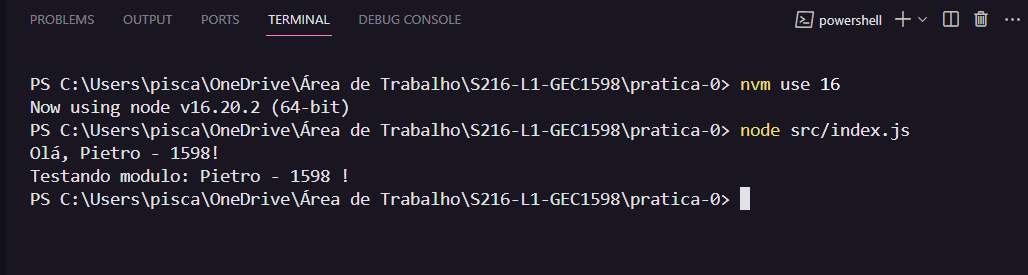 PROBLEMS OUTPUT PORTS TERMINAL DEBUG CONSOLE powershell
PS C:\Users\pisca\OneDrive\Área de Trabalho\S216-L1-GEC1598\pratica-0> nvm use 16
Now using node v16.20.2 (64-bit)
PS C:\Users\pisca\OneDrive\Área de Trabalho\S216-L1-GEC1598\pratica-0> node src/index.js
Olá, Pietro - 1598!
Testando modulo: Pietro - 1598 !
PS C:\Users\pisca\OneDrive\Área de Trabalho\S216-L1-GEC1598\pratica-0>